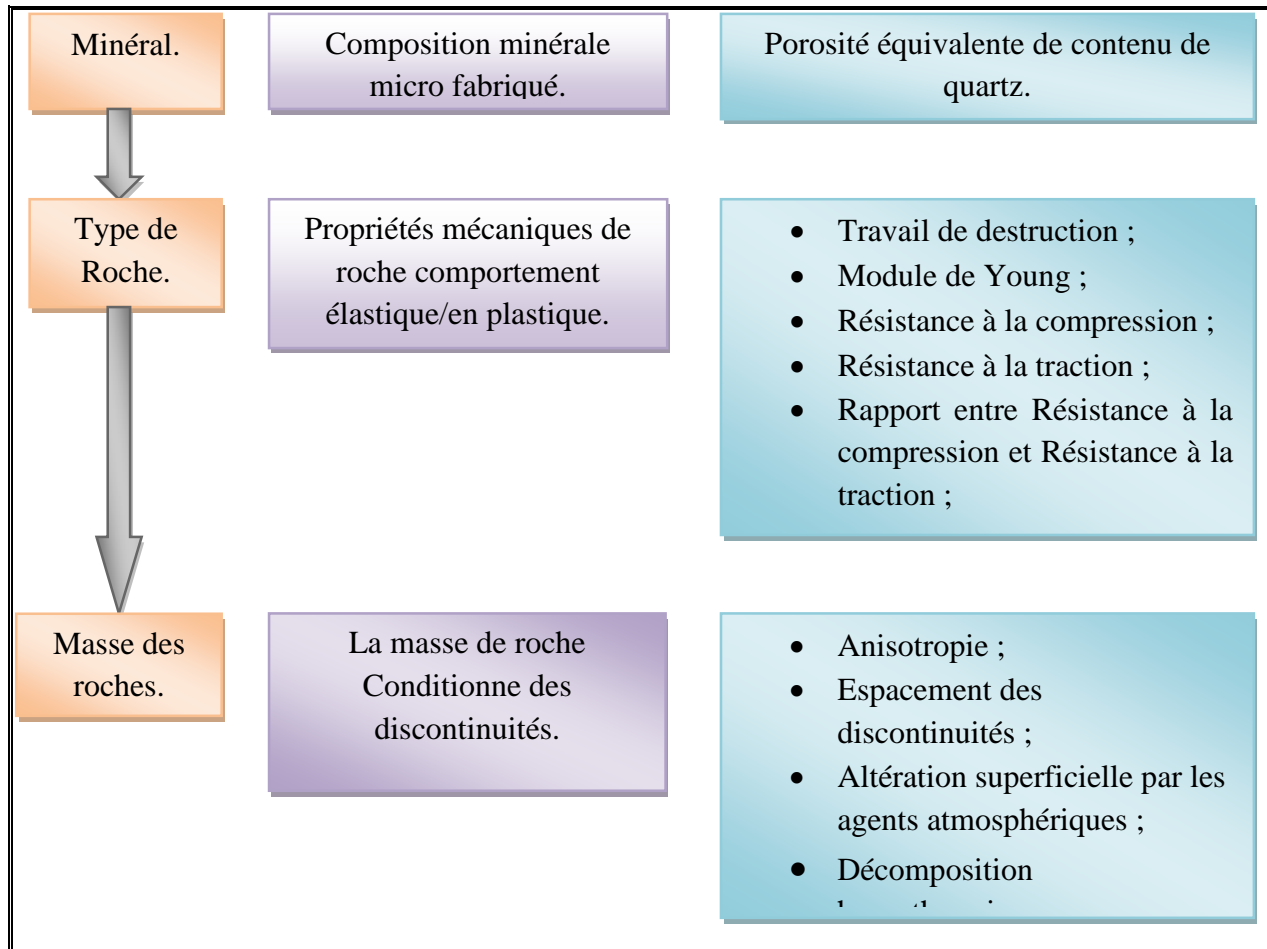 Minéral.
Composition minérale
micro fabriqué.
Porosité équivalente de contenu de
quartz.
Type de
Roche.
Propriétés mécaniques de
roche comportement
élastique/en plastique.
• Travail de destruction ;
• Module de Young ;
• Résistance à la compression ;
• Résistance à la traction ;
• Rapport entre Résistance à la
compression et Résistance à la
traction ;
Masse des
roches.
La masse de roche
Conditionne des
discontinuités.
• Anisotropie ;
• Espacement des
discontinuités ;
• Altération superficielle par les
agents atmosphériques ;
• Décomposition